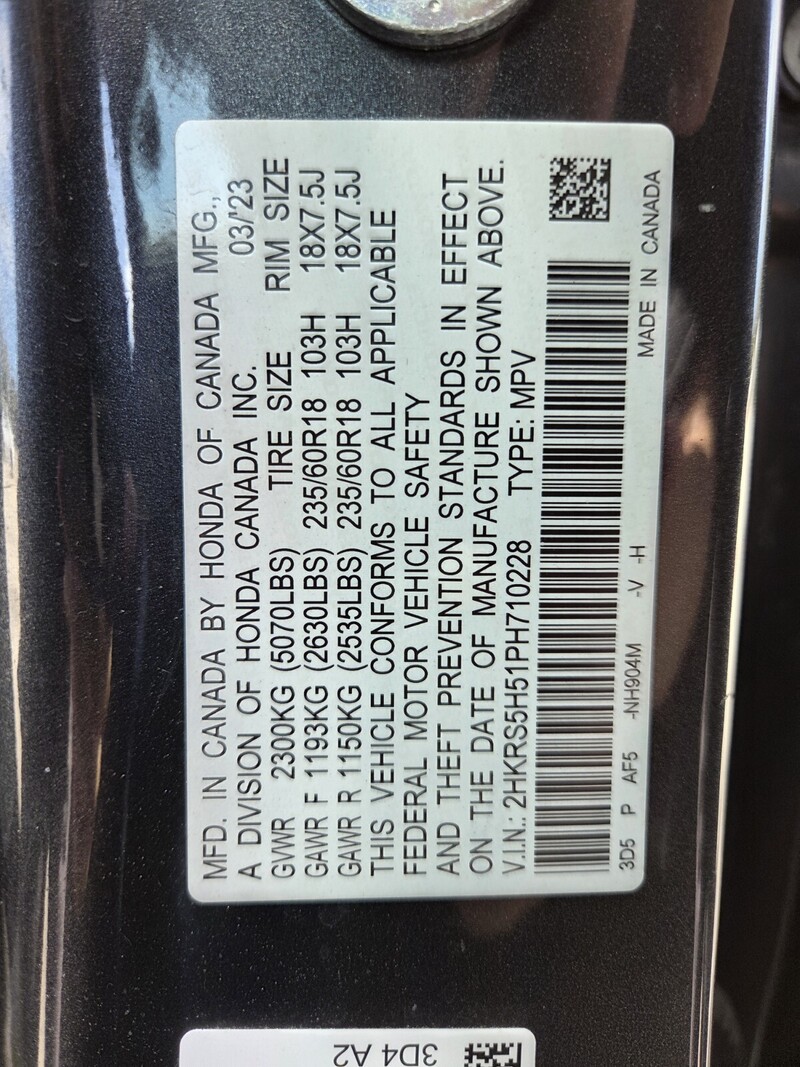 MFD. IN CANADA BY HONDA OF CANADA MFG.,
A DIVISION OF HONDA CANADA INC. 03/'23
GVWR 2300KG (5070LBS) TIRE SIZE RIM SIZE
GAWR F 1193KG (2630LBS) 235/60R18 103H 18X7.5J
GAWR R 1150KG (2535LBS) 235/60R18 103H 18X7.5J
THIS VEHICLE CONFORMS TO ALL APPLICABLE
FEDERAL MOTOR VEHICLE SAFETY
AND THEFT PREVENTION STANDARDS IN EFFECT
ON THE DATE OF MANUFACTURE SHOWN ABOVE.
V.I.N.: 2HKRS5H51PH710228 TYPE: MPV
3D5 P AF5 -NH904M -V -H MADE IN CANADA
3D4 A2